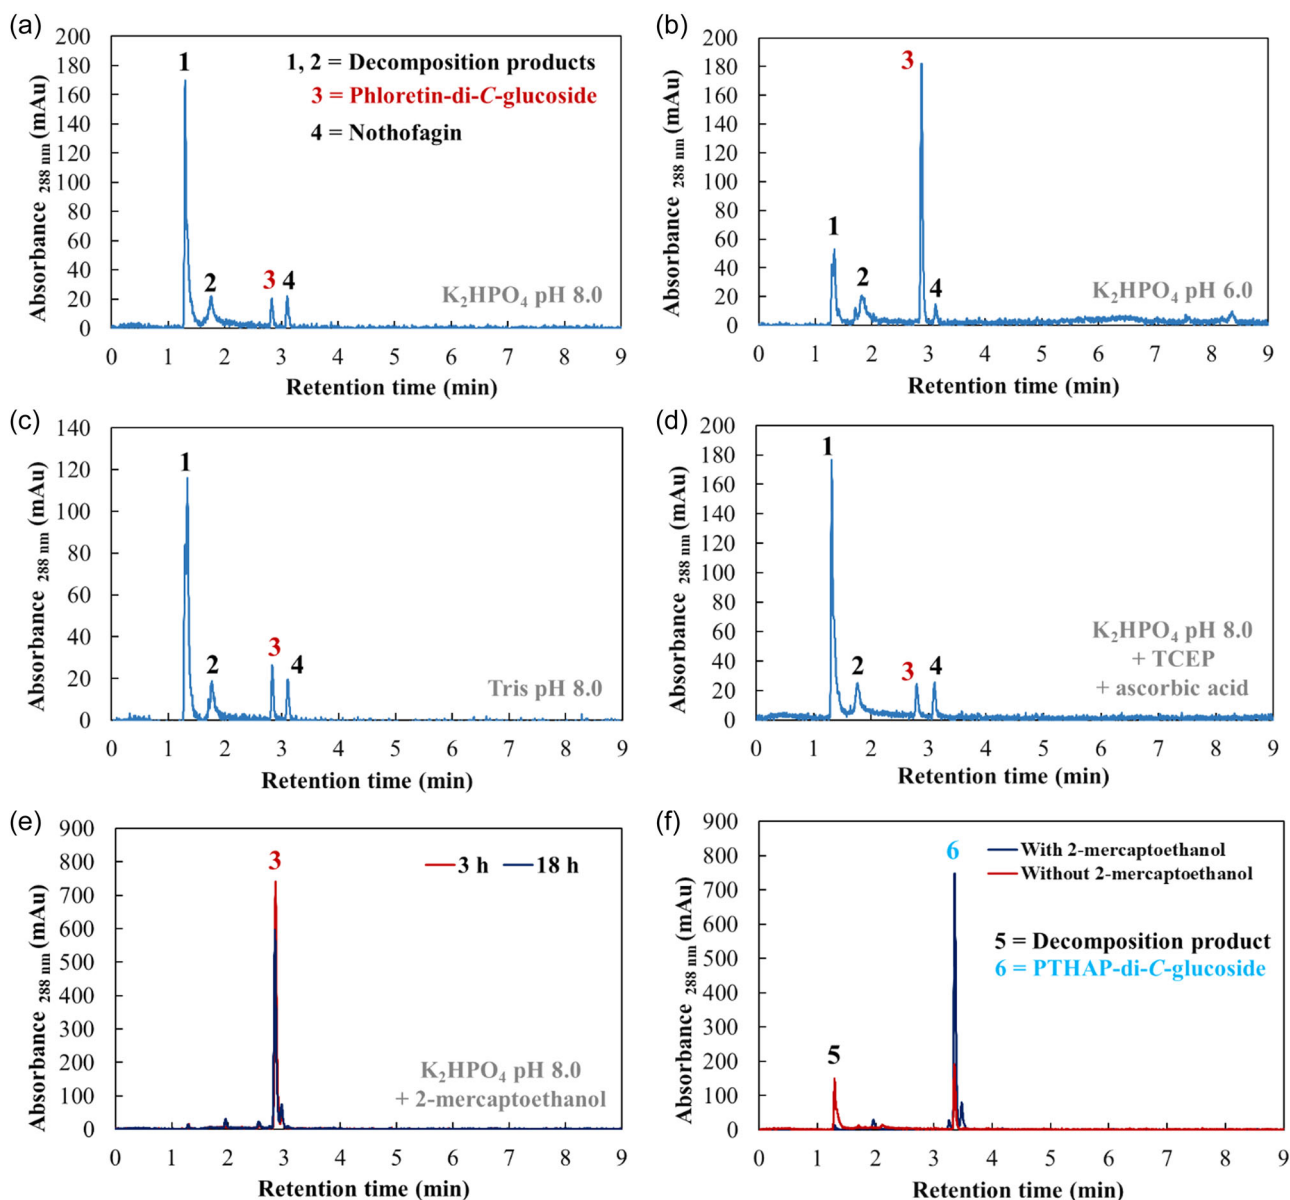 (a)
200
180
160
140
120
100
80
60
40
20
0
Absorbance 288 nm (mAu)
1
2
3
4
1, 2 = Decomposition products
3 = Phloretin-di-C-glucoside
4 = Nothofagin
K2HPO4 pH 8.0
0 1 2 3 4 5 6 7 8 9
Retention time (min)
(b)
200
180
160
140
120
100
80
60
40
20
0
Absorbance 288 nm (mAu)
1
2
3
4
K2HPO4 pH 6.0
0 1 2 3 4 5 6 7 8 9
Retention time (min)
(c)
140
120
100
80
60
40
20
0
Absorbance 288 nm (mAu)
1
2
3
4
Tris pH 8.0
0 1 2 3 4 5 6 7 8 9
Retention time (min)
(d)
200
180
160
140
120
100
80
60
40
20
0
Absorbance 288 nm (mAu)
1
2
3
4
K2HPO4 pH 8.0
+ TCEP
+ ascorbic acid
0 1 2 3 4 5 6 7 8 9
Retention time (min)
(e)
900
800
700
600
500
400
300
200
100
0
Absorbance 288 nm (mAu)
3
3 h 18 h
K2HPO4 pH 8.0
+ 2-mercaptoethanol
0 1 2 3 4 5 6 7 8 9
Retention time (min)
(f)
900
800
700
600
500
400
300
200
100
0
Absorbance 288 nm (mAu)
5
6
With 2-mercaptoethanol
Without 2-mercaptoethanol
5 = Decomposition product
6 = PTHAP-di-C-glucoside
0 1 2 3 4 5 6 7 8 9
Retention time (min)